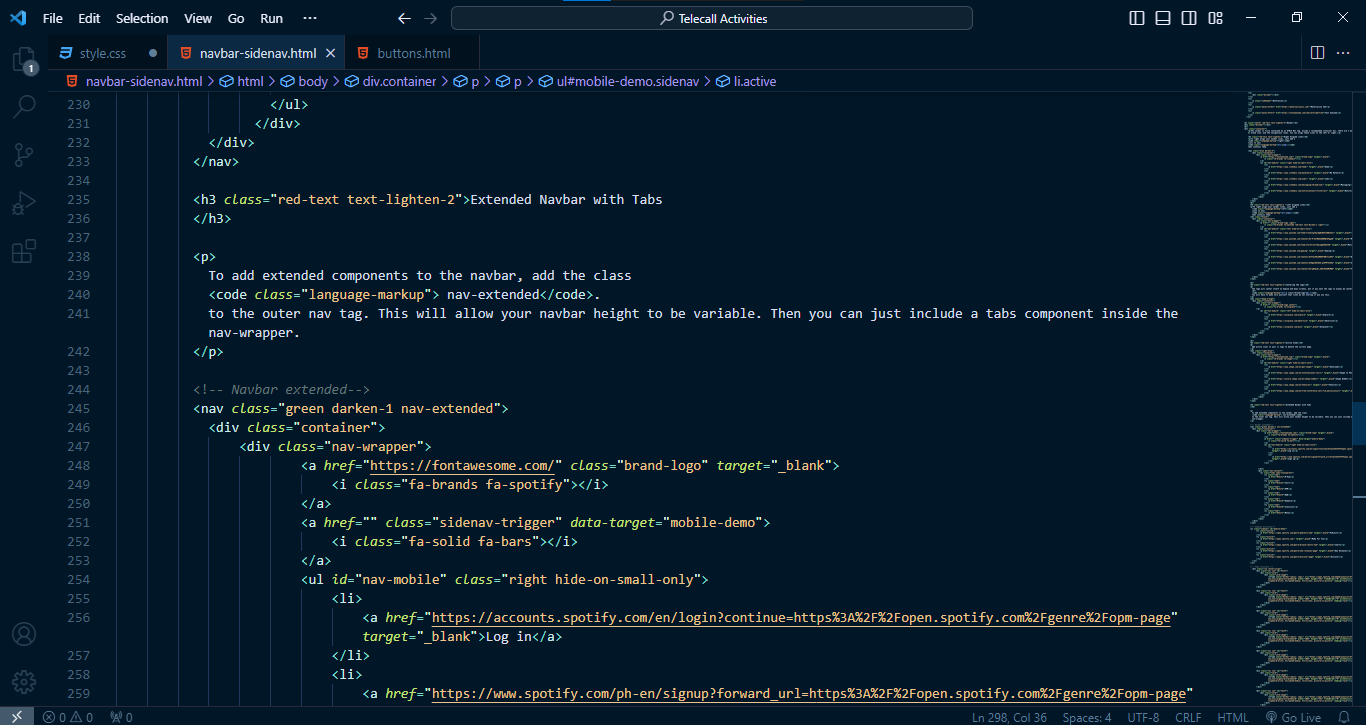 File Edit Selection View Go Run ··· Telecall Activities
1
style.css navbar-sidenav.html buttons.html
navbar-sidenav.html > html > body > div.container > p > p > ul#mobile-demo.sidenav > li.active
230 </ul>
231 </div>
232 </div>
233 </nav>
234
235 <h3 class="red-text text-lighten-2">Extended Navbar with Tabs
236 </h3>
237
238 <p>
239 To add extended components to the navbar, add the class
240 <code class="language-markup"> nav-extended</code>.
241 to the outer nav tag. This will allow your navbar height to be variable. Then you can just include a tabs component inside the
nav-wrapper.
242 </p>
243
244 <!-- Navbar extended-->
245 <nav class="green darken-1 nav-extended">
246 <div class="container">
247 <div class="nav-wrapper">
248 <a href="https://fontawesome.com/" class="brand-logo" target="_blank">
249 <i class="fa-brands fa-spotify"></i>
250 </a>
251 <a href="" class="sidenav-trigger" data-target="mobile-demo">
252 <i class="fa-solid fa-bars"></i>
253 </a>
254 <ul id="nav-mobile" class="right hide-on-small-only">
255 <li>
256 <a href="https://accounts.spotify.com/en/login?continue=https%3A%2F%2Fopen.spotify.com%2Fgenre%2Fopm-page"
target="_blank">Log in</a>
257 </li>
258 <li>
259 <a href="https://www.spotify.com/ph-en/signup?forward_url=https%3A%2F%2Fopen.spotify.com%2Fgenre%2Fopm-page"
0 0 0 Ln 298, Col 36 Spaces: 4 UTF-8 CRLF HTML Go Live